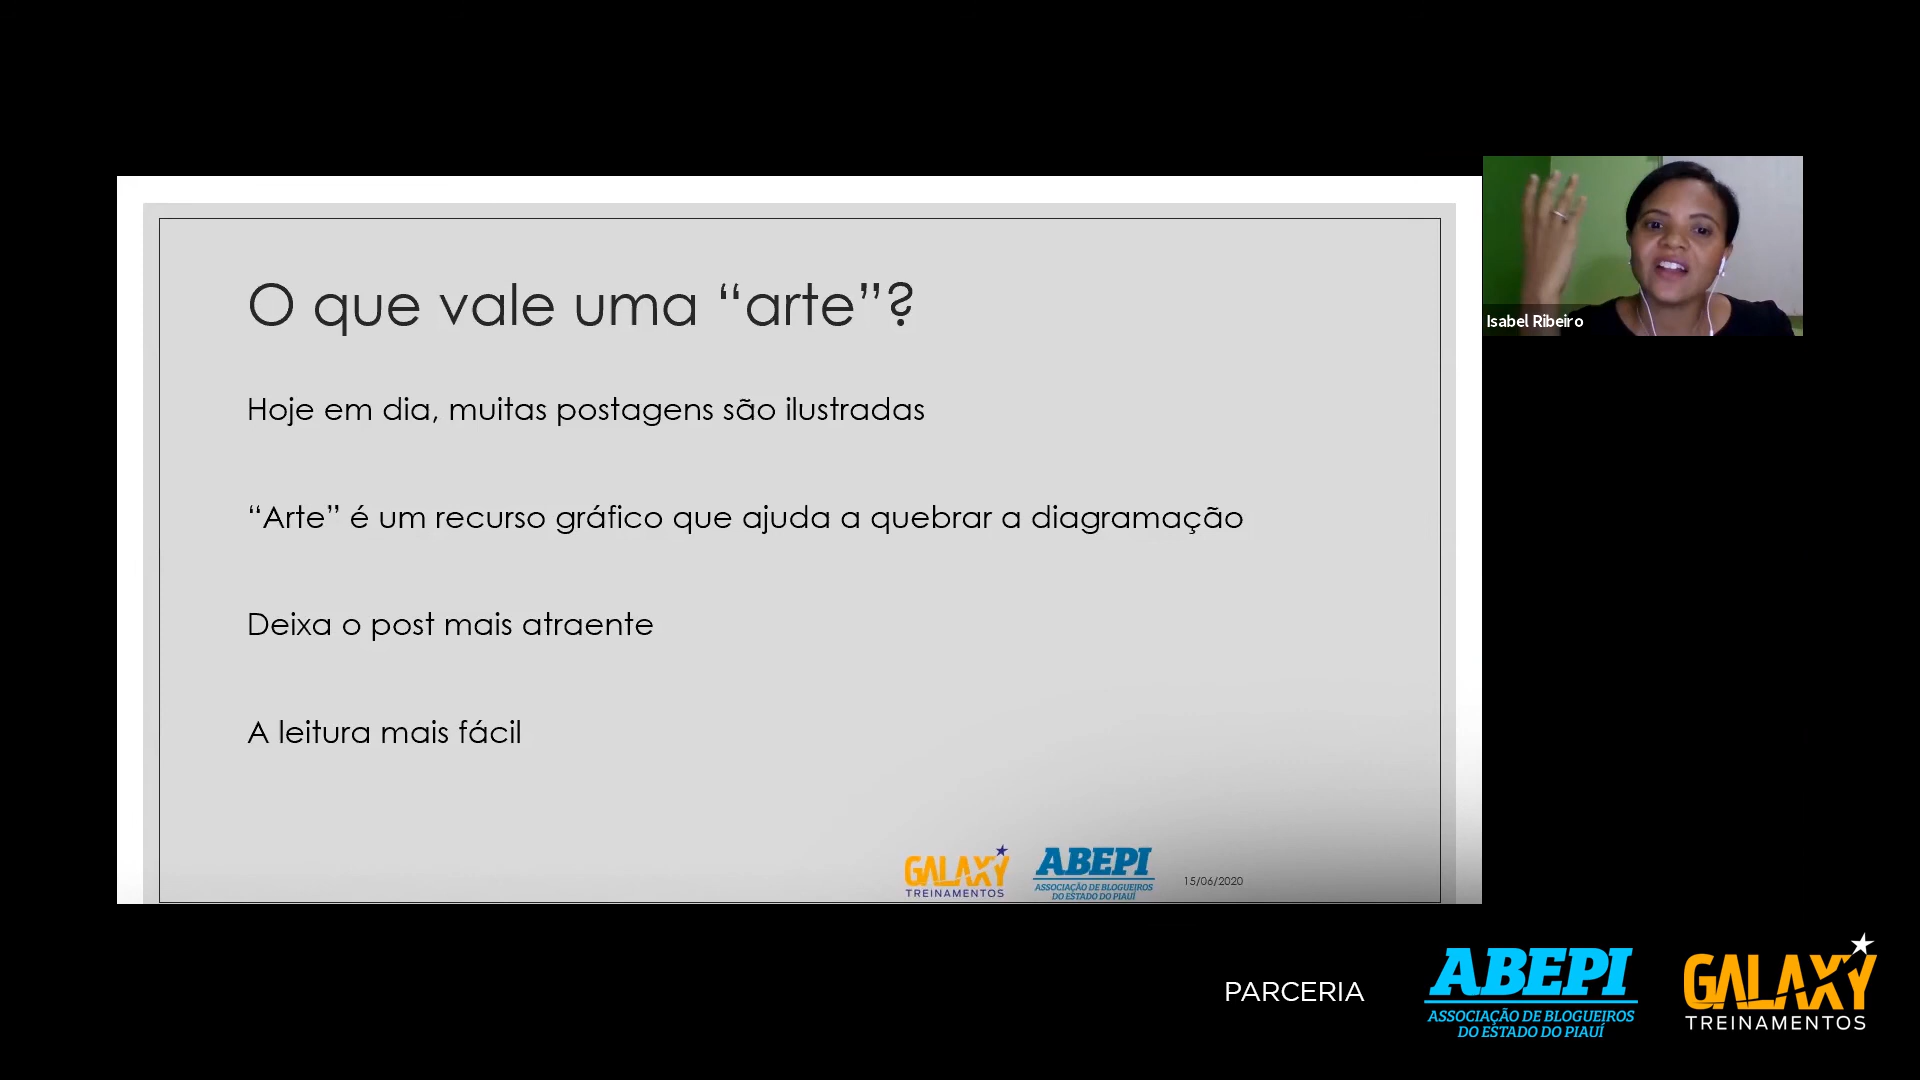 O que vale uma “arte”?
Hoje em dia, muitas postagens são ilustradas
“Arte” é um recurso gráfico que ajuda a quebrar a diagramação
Deixa o post mais atraente
A leitura mais fácil
GALAXY
TREINAMENTOS
ABEPI
ASSOCIAÇÃO DE BLOGUEIROS
DO ESTADO DO PIAUÍ
15/06/2020
Isabel Ribeiro
PARCERIA
ABEPI
ASSOCIAÇÃO DE BLOGUEIROS
DO ESTADO DO PIAUÍ
GALAXY
TREINAMENTOS